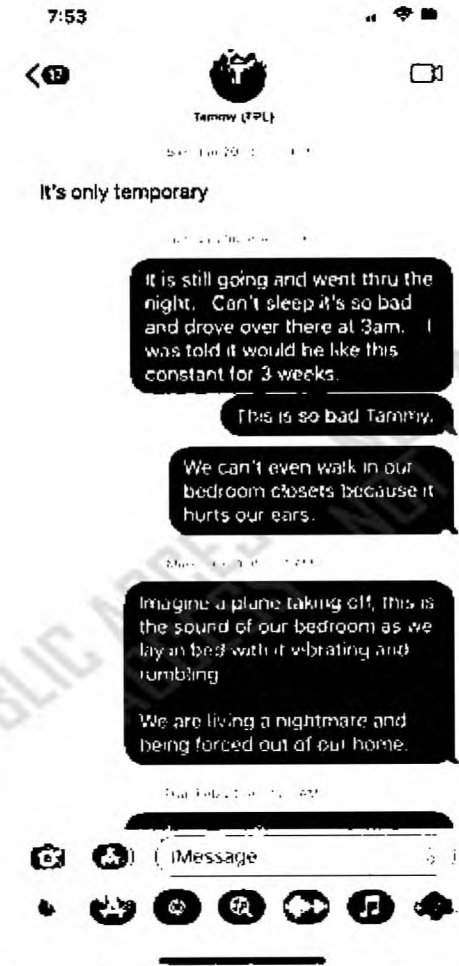 7:53
Tammy (TPL)
It's only temporary
It is still going and went thru the
night. Can't sleep it's so bad
and drove over there at 3am. I
was told it would be like this
constant for 3 weeks.
This is so bad Tammy.
We can't even walk in our
bedroom closets because it
hurts our ears.
Imagine a plane taking off, this is
the sound of our bedroom as we
lay in bed with it vibrating and
rumbling
We are living a nightmare and
being forced out of our home.
iMessage